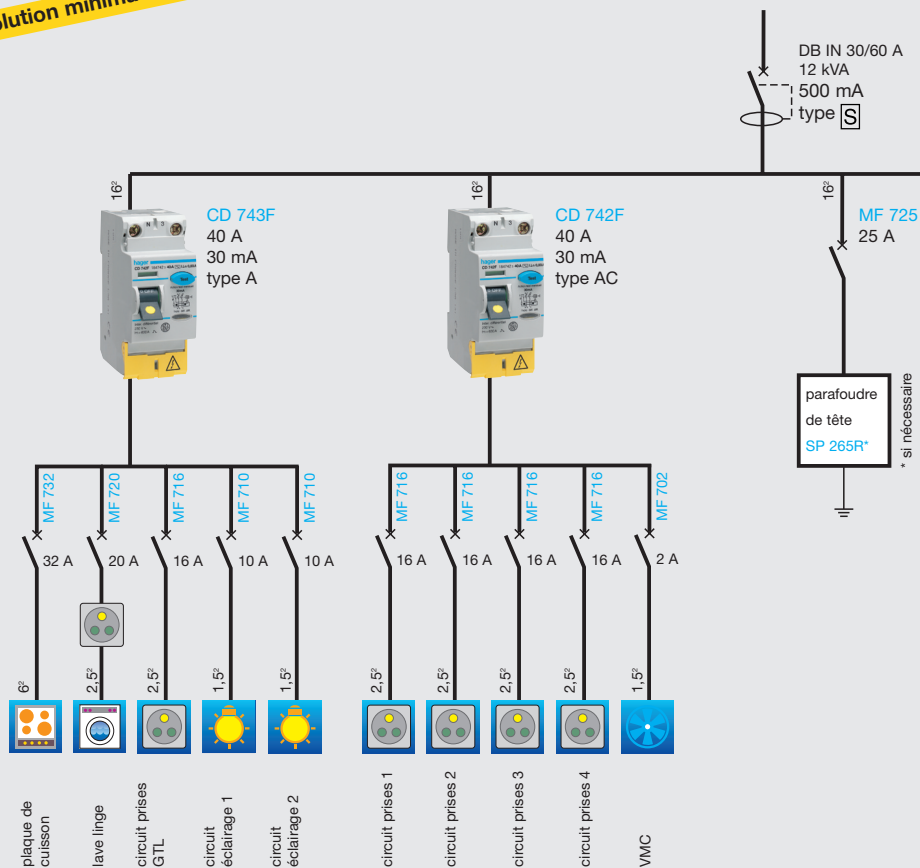 olution minima
DB IN 30/60 A
12 kVA
500 mA
type S
16²
16²
16²
CD 743F
40 A
30 mA
type A
CD 742F
40 A
30 mA
type AC
MF 725
25 A
hager
hager
parafoudre
de tête
SP 265R*
* si nécessaire
MF 732
MF 720
MF 716
MF 710
MF 710
MF 716
MF 716
MF 716
MF 716
MF 702
32 A
20 A
16 A
10 A
10 A
16 A
16 A
16 A
16 A
2 A
6²
2,5²
2,5²
1,5²
1,5²
2,5²
2,5²
2,5²
2,5²
1,5²
plaque de
cuisson
lave linge
circuit prises
GTL
circuit
éclairage 1
circuit
éclairage 2
circuit prises 1
circuit prises 2
circuit prises 3
circuit prises 4
VMC